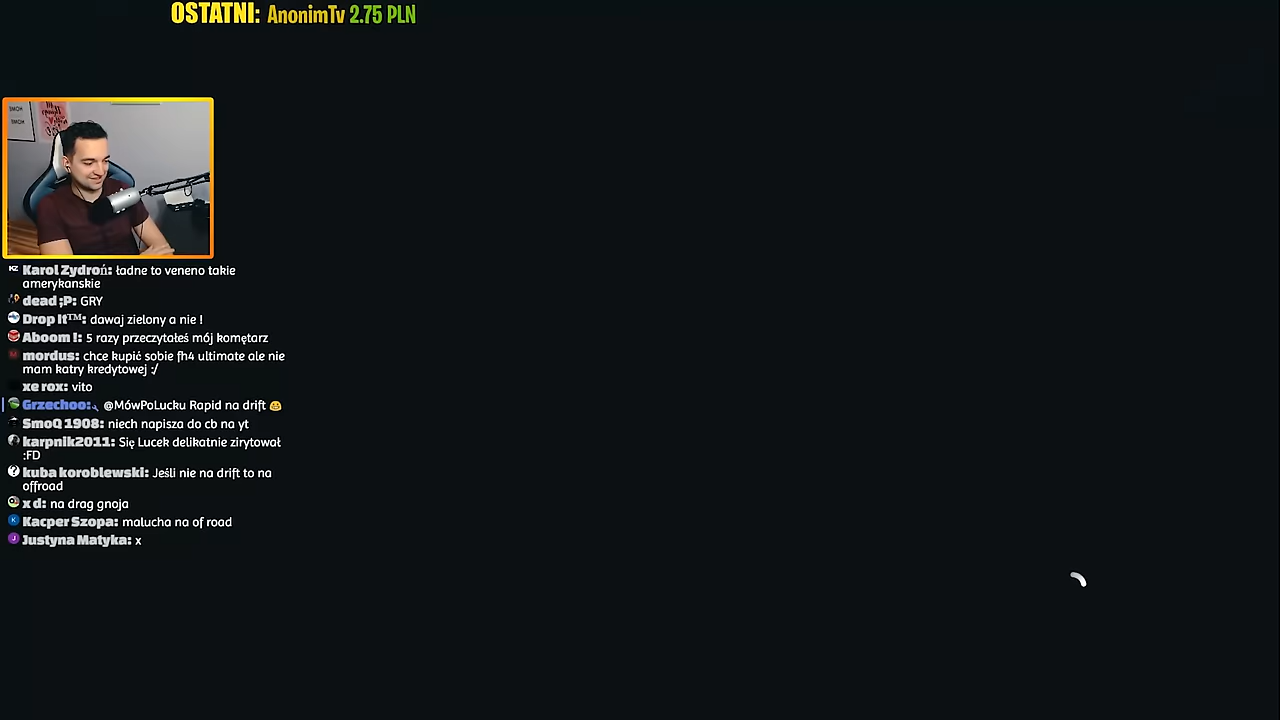 OSTATNI: AnonimTv 2.75 PLN
HOME
HOME
KZ Karol Zydroń: ładne to veneno takie
amerykanskie
dead ;P: GRY
Drop It™: dawaj zielony a nie !
Aboom !: 5 razy przeczytałeś mój komętarz
M mordus: chce kupić sobie fh4 ultimate ale nie
mam katry kredytowej :/
xe rox: vito
Grzechoo: @MówPoLucku Rapid na drift 😆
SmoQ 1908: niech napisza do cb na yt
karpnik2011: Się Lucek delikatnie zirytował
:FD
? kuba koroblewski: Jeśli nie na drift to na
offroad
x d: na drag gnoja
K Kacper Szopa: malucha na of road
J Justyna Matyka: x